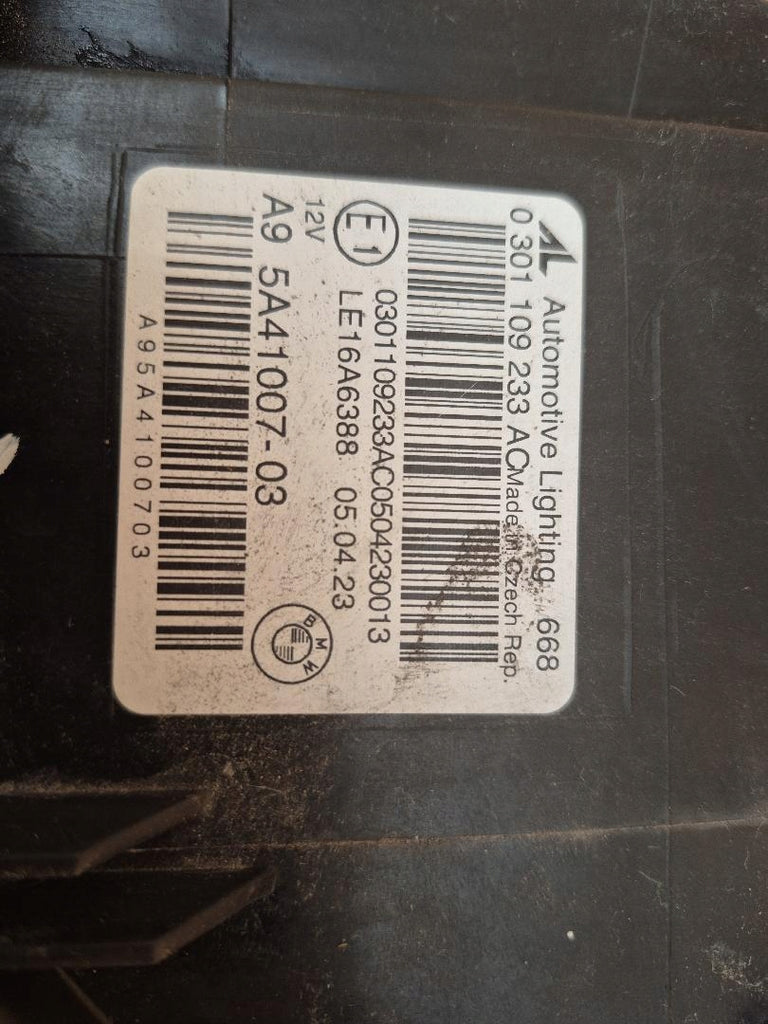 AL Automotive Lighting 668
0 301 109 233 AC Made in Czech Rep.
0301109233AC0504230013
E1 LE16A6388 05.04.23
12V
A9 5A41007-03
BMW
A95A4100703